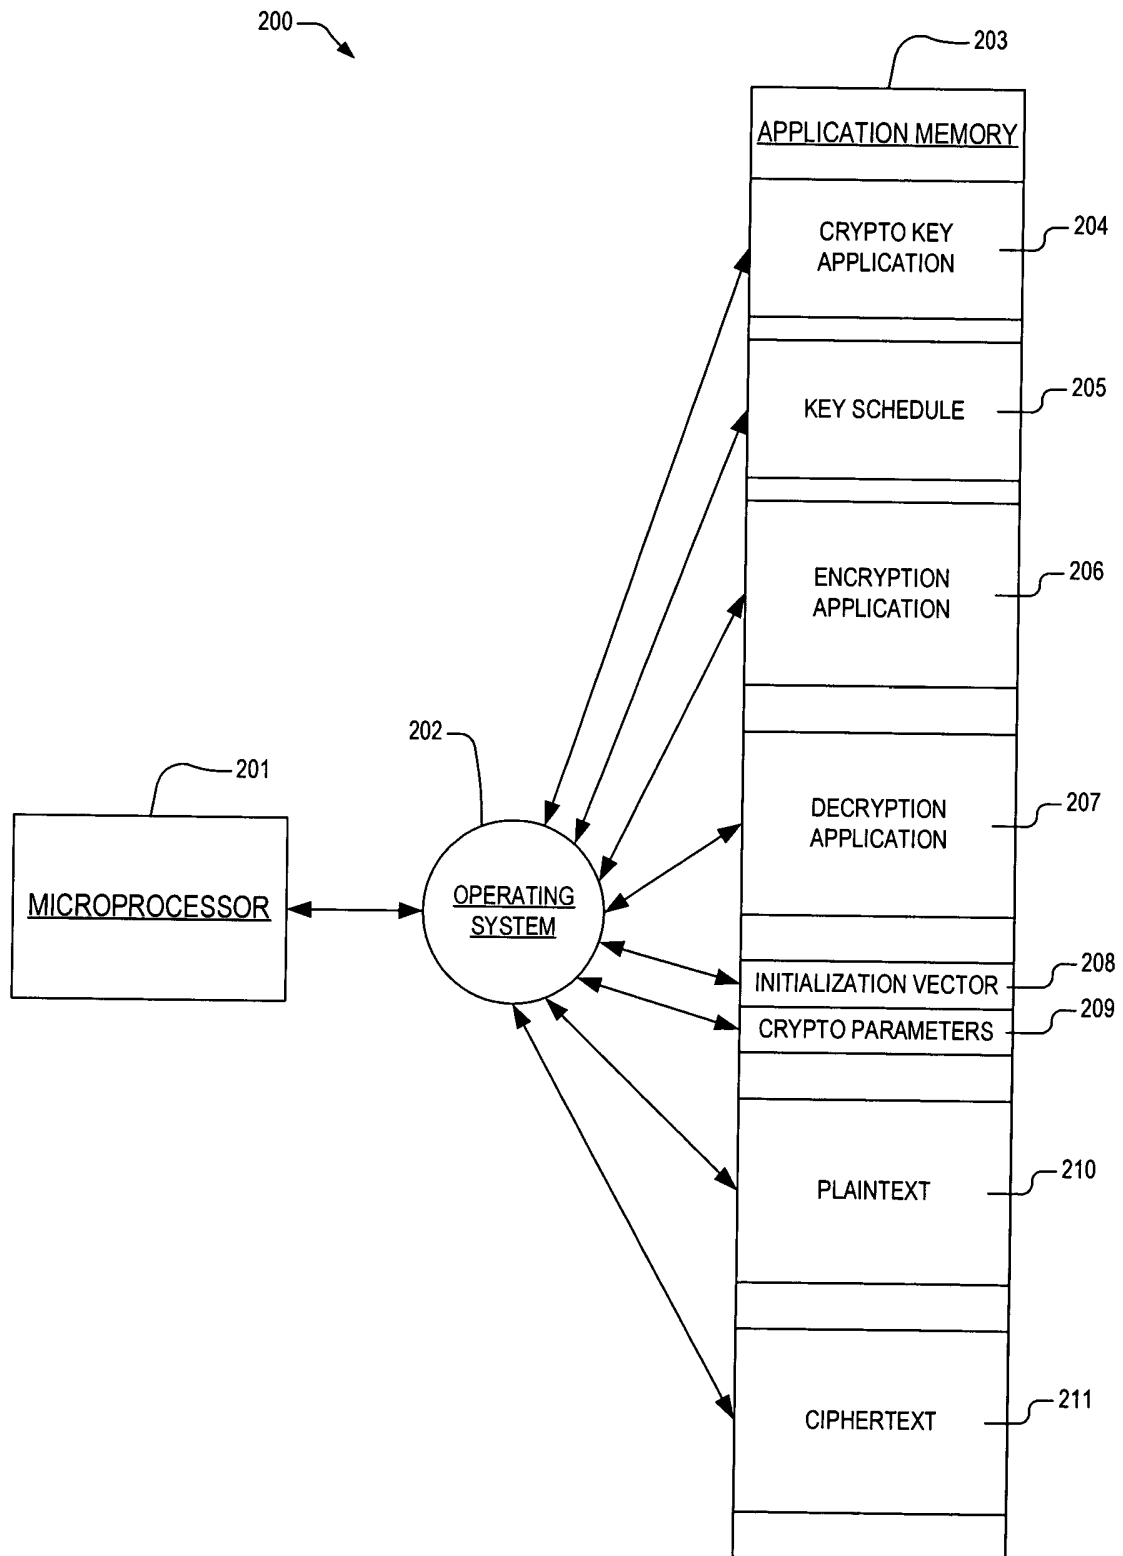 200
203
APPLICATION MEMORY
CRYPTO KEY
APPLICATION
204
KEY SCHEDULE
205
ENCRYPTION
APPLICATION
206
202
201
DECRYPTION
APPLICATION
207
MICROPROCESSOR
OPERATING
SYSTEM
INITIALIZATION VECTOR
208
CRYPTO PARAMETERS
209
PLAINTEXT
210
CIPHERTEXT
211